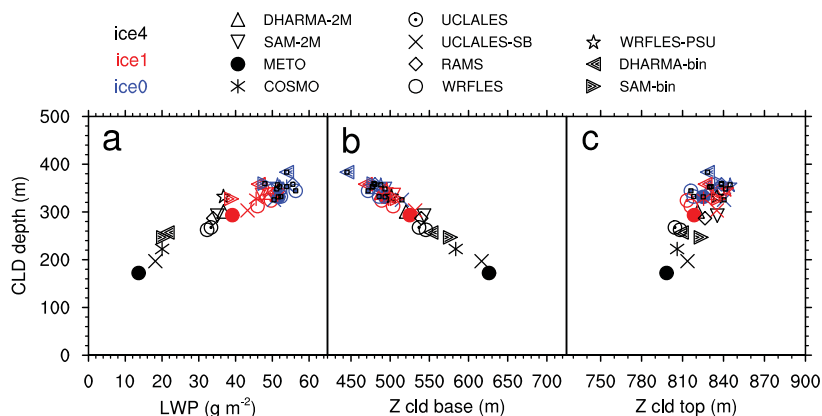 ice4
ice1
ice0
DHARMA-2M
SAM-2M
METO
COSMO
UCLALES
UCLALES-SB
RAMS
WRFLES
WRFLES-PSU
DHARMA-bin
SAM-bin
a
b
c
CLD depth (m)
500
400
300
200
100
0
0 10 20 30 40 50 60
LWP (g m-2)
450 500 550 600 650 700
Z cld base (m)
750 780 810 840 870 900
Z cld top (m)